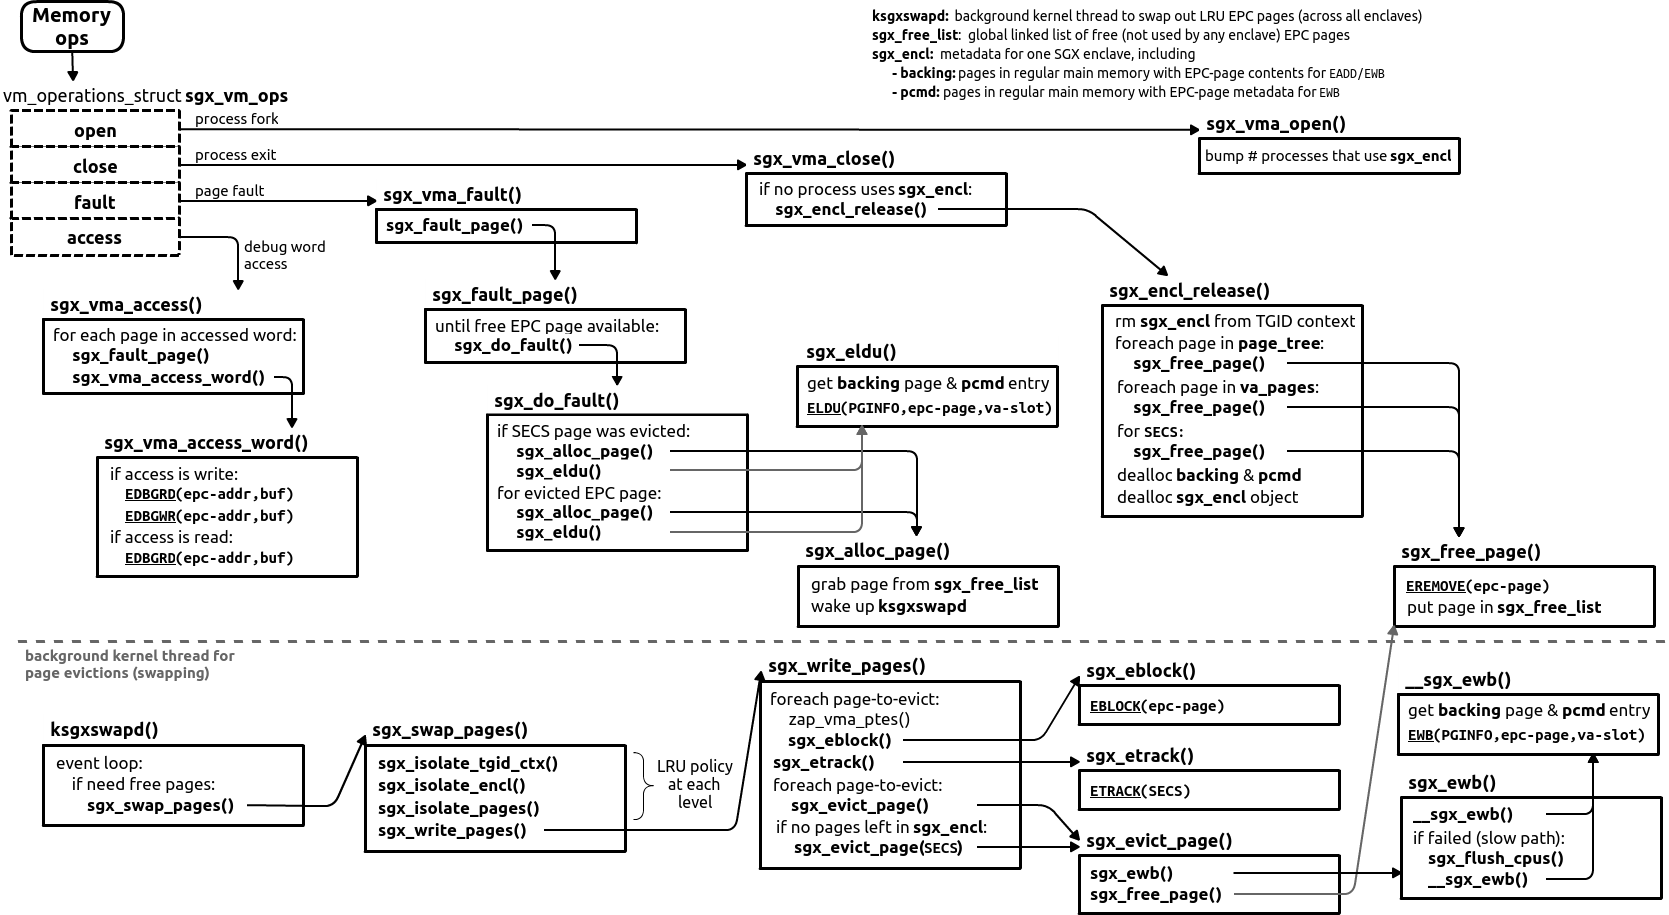 Memory
ops
ksgxswapd: background kernel thread to swap out LRU EPC pages (across all enclaves)
sgx_free_list: global linked list of free (not used by any enclave) EPC pages
sgx_encl: metadata for one SGX enclave, including
- backing: pages in regular main memory with EPC-page contents for EADD/EWB
- pcmd: pages in regular main memory with EPC-page metadata for EWB
vm_operations_struct sgx_vm_ops
open
close
fault
access
process fork
process exit
page fault
debug word
access
sgx_vma_open()
bump # processes that use sgx_encl
sgx_vma_close()
if no process uses sgx_encl:
sgx_encl_release()
sgx_vma_fault()
sgx_fault_page()
sgx_fault_page()
until free EPC page available:
sgx_do_fault()
sgx_vma_access()
for each page in accessed word:
sgx_fault_page()
sgx_vma_access_word()
sgx_vma_access_word()
if access is write:
EDBGRD(epc-addr,buf)
EDBGWR(epc-addr,buf)
if access is read:
EDBGRD(epc-addr,buf)
sgx_do_fault()
if SECS page was evicted:
sgx_alloc_page()
sgx_eldu()
for evicted EPC page:
sgx_alloc_page()
sgx_eldu()
sgx_eldu()
get backing page & pcmd entry
ELDU(PGINFO,epc-page,va-slot)
sgx_alloc_page()
grab page from sgx_free_list
wake up ksgxswapd
sgx_encl_release()
rm sgx_encl from TGID context
foreach page in page_tree:
sgx_free_page()
foreach page in va_pages:
sgx_free_page()
for SECS:
sgx_free_page()
dealloc backing & pcmd
dealloc sgx_encl object
sgx_free_page()
EREMOVE(epc-page)
put page in sgx_free_list
background kernel thread for
page evictions (swapping)
ksgxswapd()
event loop:
if need free pages:
sgx_swap_pages()
sgx_swap_pages()
sgx_isolate_tgid_ctx()
sgx_isolate_encl()
sgx_isolate_pages()
sgx_write_pages()
LRU policy
at each
level
sgx_write_pages()
foreach page-to-evict:
zap_vma_ptes()
sgx_eblock()
sgx_etrack()
foreach page-to-evict:
sgx_evict_page()
if no pages left in sgx_encl:
sgx_evict_page(SECS)
sgx_eblock()
EBLOCK(epc-page)
sgx_etrack()
ETRACK(SECS)
sgx_evict_page()
sgx_ewb()
sgx_free_page()
__sgx_ewb()
get backing page & pcmd entry
EWB(PGINFO,epc-page,va-slot)
sgx_ewb()
__sgx_ewb()
if failed (slow path):
sgx_flush_cpus()
__sgx_ewb()